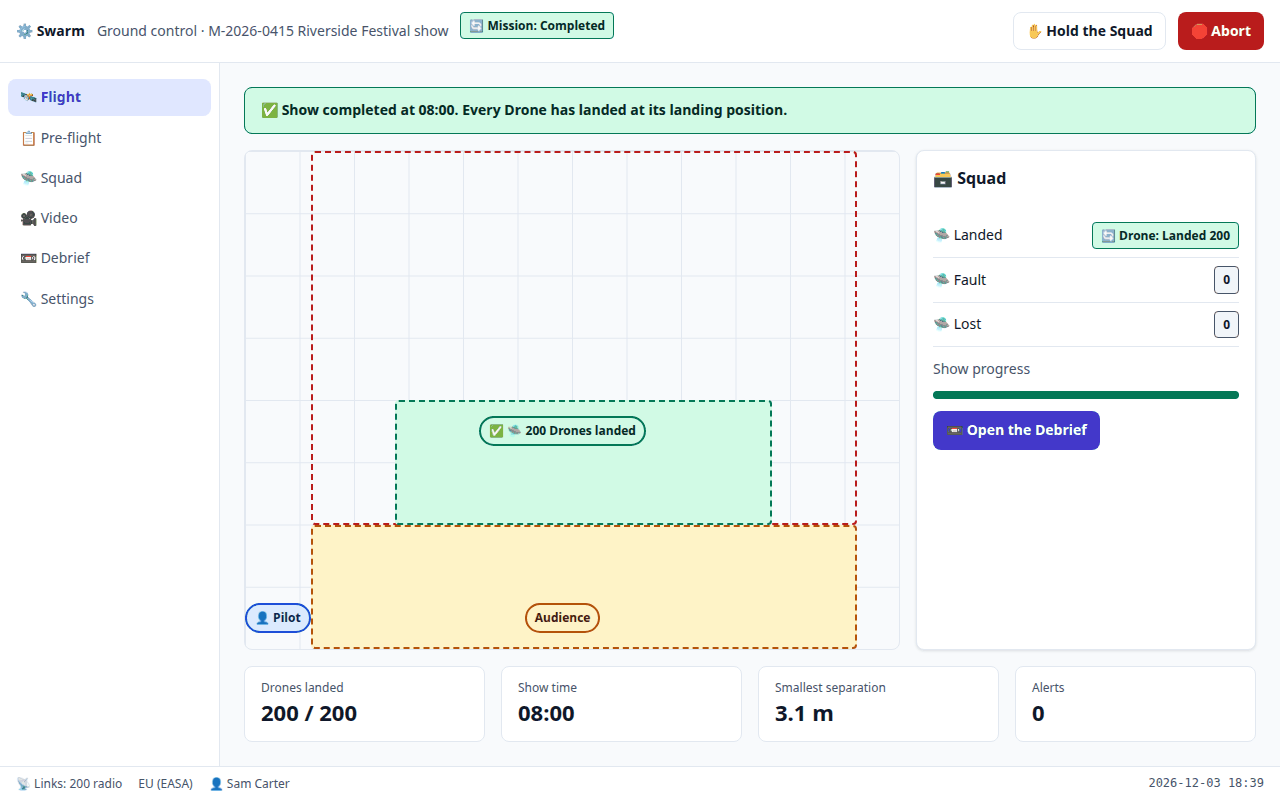 Swarm
Ground control · M-2026-0415 Riverside Festival show
Mission: Completed
Hold the Squad
Abort
Flight
Pre-flight
Squad
Video
Debrief
Settings
Show completed at 08:00. Every Drone has landed at its landing position.
200 Drones landed
Pilot
Audience
Squad
Landed
Drone: Landed 200
Fault
0
Lost
0
Show progress
Open the Debrief
Drones landed
200 / 200
Show time
08:00
Smallest separation
3.1 m
Alerts
0
Links: 200 radio
EU (EASA)
Sam Carter
2026-12-03 18:39